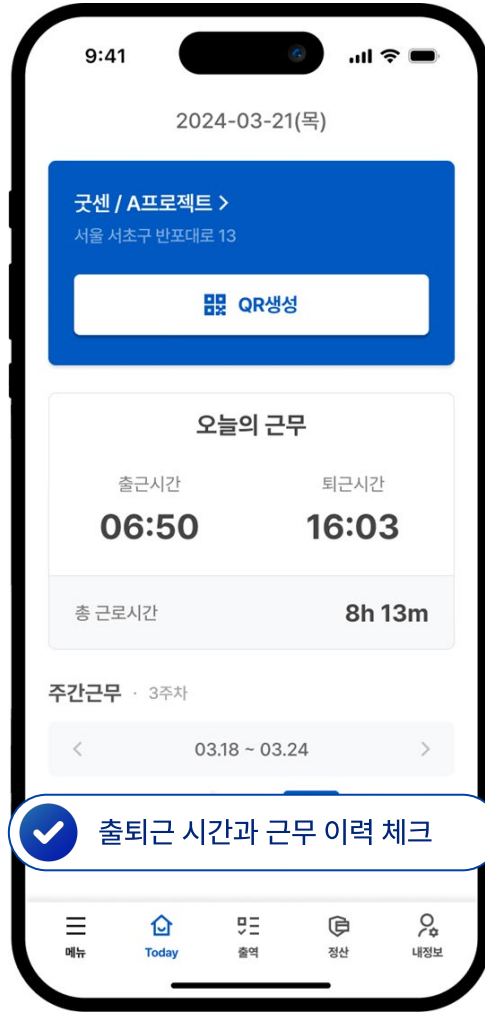 9:41
2024-03-21(목)
굿센 / A프로젝트 >
서울 서초구 반포대로 13
QR생성
오늘의 근무
출근시간 퇴근시간
06:50 16:03
총 근로시간 8h 13m
주간근무 · 3주차
< 03.18 ~ 03.24 >
출퇴근 시간과 근무 이력 체크
메뉴 Today 출역 정산 내정보